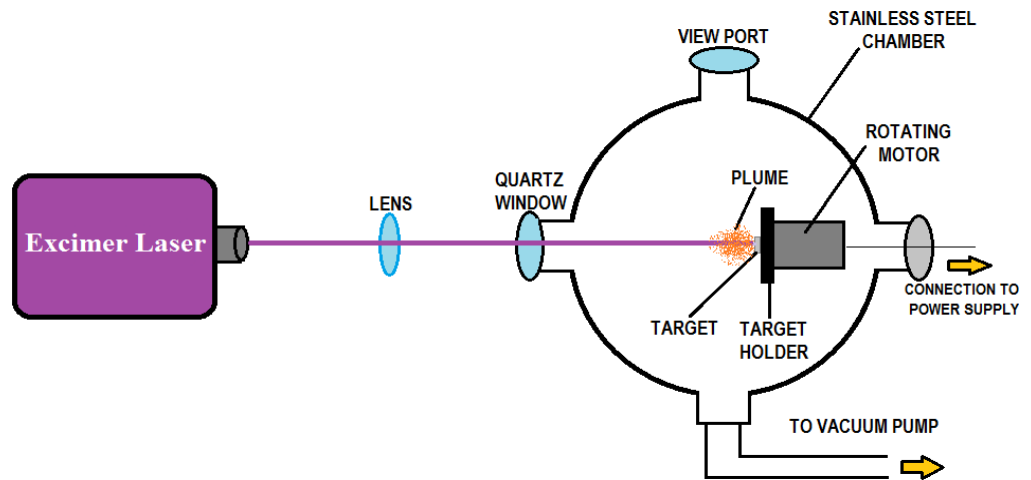 STAINLESS STEEL
CHAMBER
VIEW PORT
ROTATING
MOTOR
QUARTZ
WINDOW
PLUME
LENS
Excimer Laser
CONNECTION TO
POWER SUPPLY
TARGET
TARGET
HOLDER
TO VACUUM PUMP